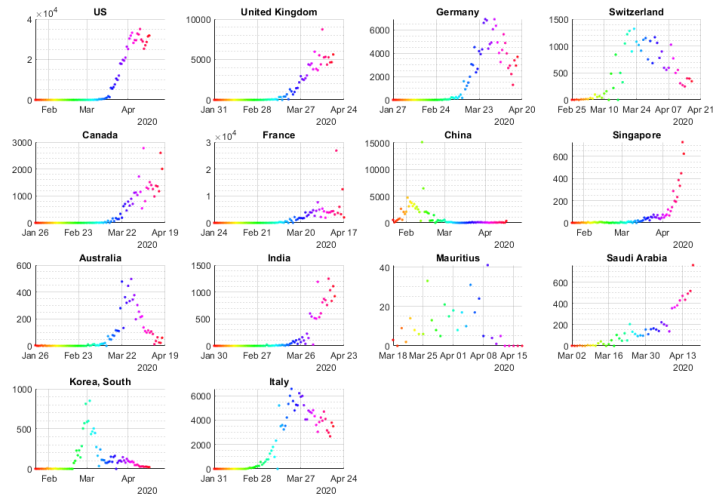 US
×10⁴
4
3
2
1
0
Feb Mar Apr
2020
United Kingdom
10000
5000
0
Jan 31 Feb 28 Mar 27 Apr 24
2020
Germany
6000
4000
2000
0
Jan 27 Feb 24 Mar 23 Apr 20
2020
Switzerland
1500
1000
500
0
Feb 25 Mar 10 Mar 24 Apr 07 Apr 21
2020
Canada
3000
2000
1000
0
Jan 26 Feb 23 Mar 22 Apr 19
2020
France
×10⁴
3
2
1
0
Jan 24 Feb 21 Mar 20 Apr 17
2020
China
15000
10000
5000
0
Feb Mar Apr
2020
Singapore
600
400
200
0
Feb Mar Apr
2020
Australia
600
400
200
0
Jan 26 Feb 23 Mar 22 Apr 19
2020
India
1500
1000
500
0
Jan 30 Feb 27 Mar 26 Apr 23
2020
Mauritius
40
20
0
Mar 18 Mar 25 Apr 01 Apr 08 Apr 15
2020
Saudi Arabia
600
400
200
0
Mar 02 Mar 16 Mar 30 Apr 13
2020
Korea, South
1000
500
0
Feb Mar Apr
2020
Italy
6000
4000
2000
0
Jan 31 Feb 28 Mar 27 Apr 24
2020